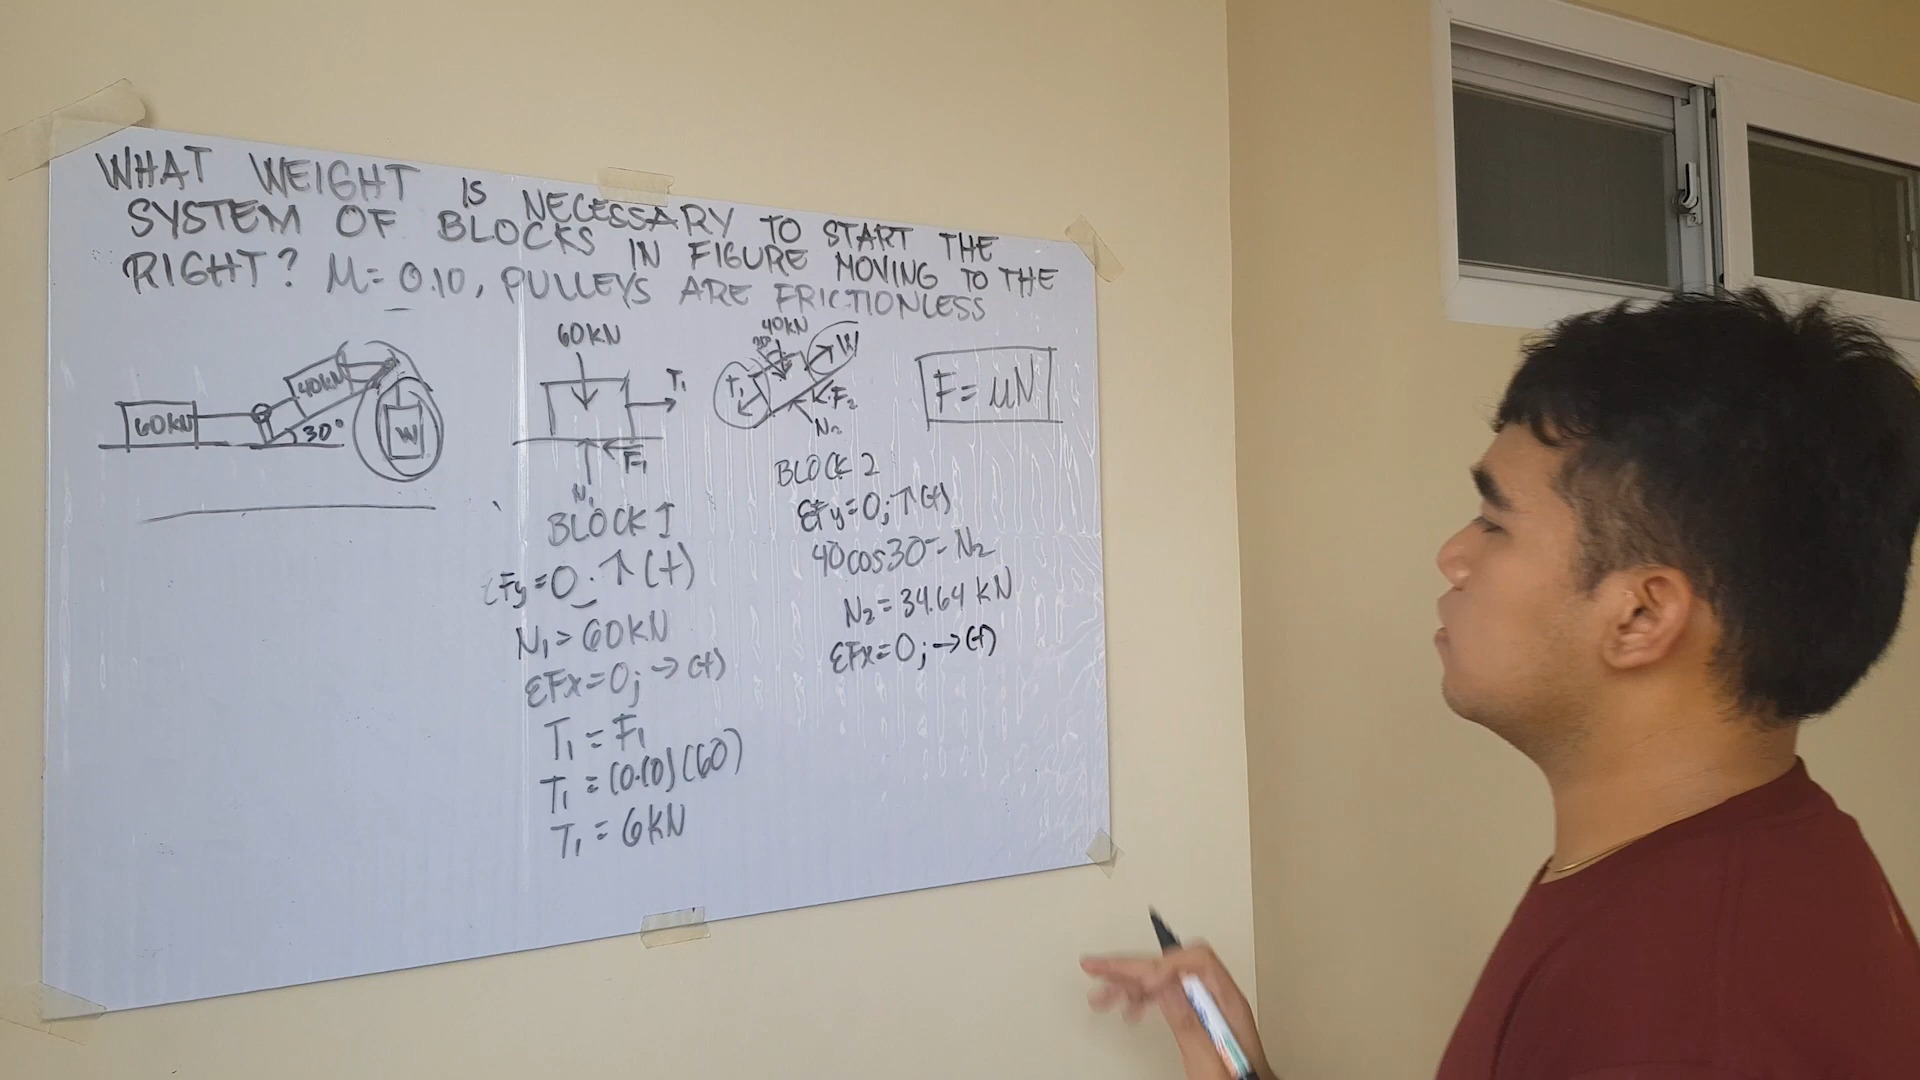 WHAT WEIGHT IS NECESSARY TO START THE
SYSTEM OF BLOCKS IN FIGURE MOVING TO THE
RIGHT? M=0.10, PULLEYS ARE FRICTIONLESS
60KN
40KN
30°
W
60KN
T1
F1
N1
BLOCK I
ΣFy=0; ↑(+)
N1 = 60KN
ΣFx=0; →(+)
T1 = F1
T1 = (0.10)(60)
T1 = 6KN
40KN
30
W
T1
F2
N2
BLOCK 2
ΣFy=0; ↑(+)
40cos30= N2
N2=34.64 KN
ΣFx=0; →(+)
F= μN